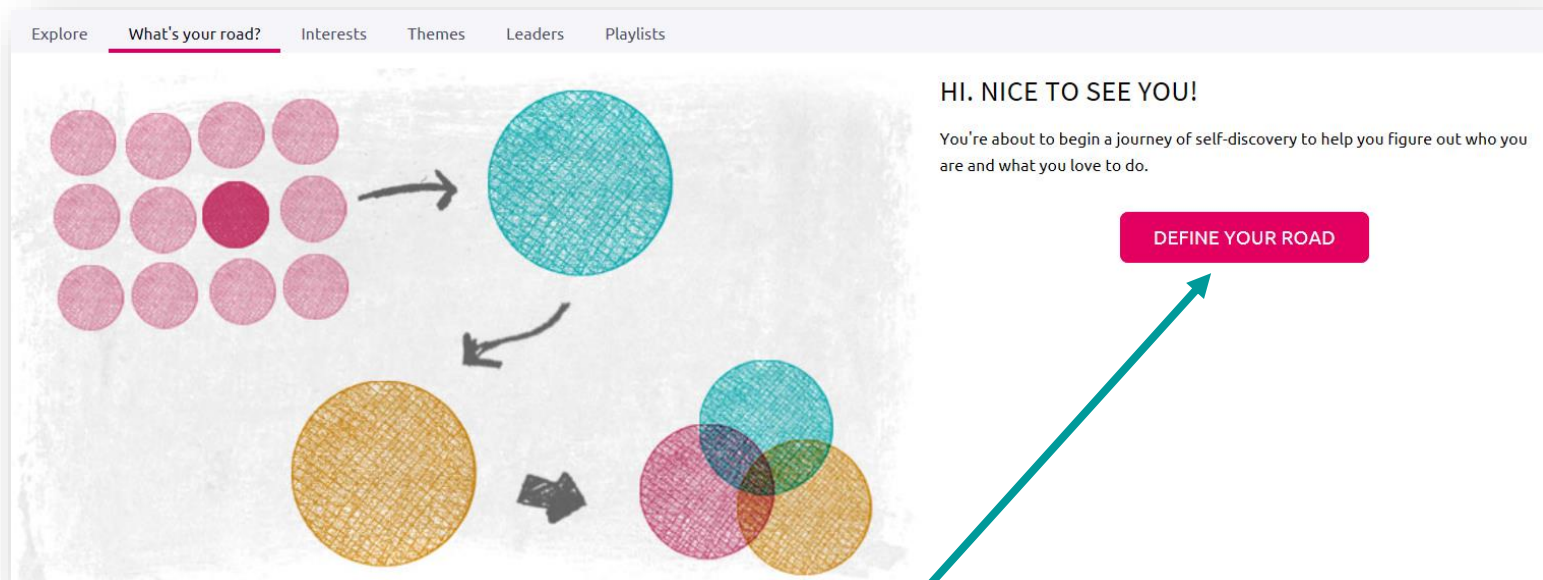 Explore What's your road? Interests Themes Leaders Playlists
HI. NICE TO SEE YOU!
You're about to begin a journey of self-discovery to help you figure out who you
are and what you love to do.
DEFINE YOUR ROAD